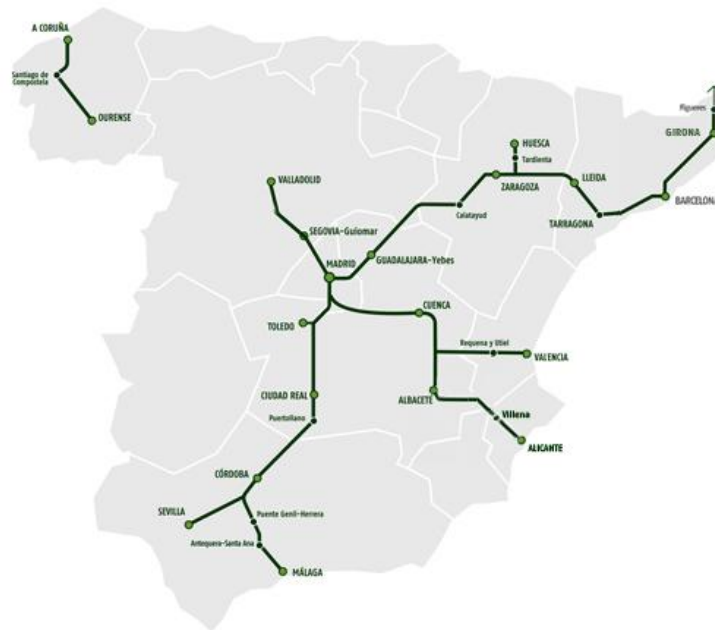 A CORUÑA
Santiago de
Compostela
OURENSE
Figueres
GIRONA
HUESCA
Tardienta
VALLADOLID
ZARAGOZA
LLEIDA
BARCELONA
Calatayud
TARRAGONA
SEGOVIA-Guiomar
GUADALAJARA-Yebes
MADRID
CUENCA
TOLEDO
Requena y Utiel
VALENCIA
CIUDAD REAL
ALBACETE
Puertollano
Villena
ALICANTE
CÓRDOBA
SEVILLA
Puente Genil-Herrera
Antequera-Santa Ana
MÁLAGA